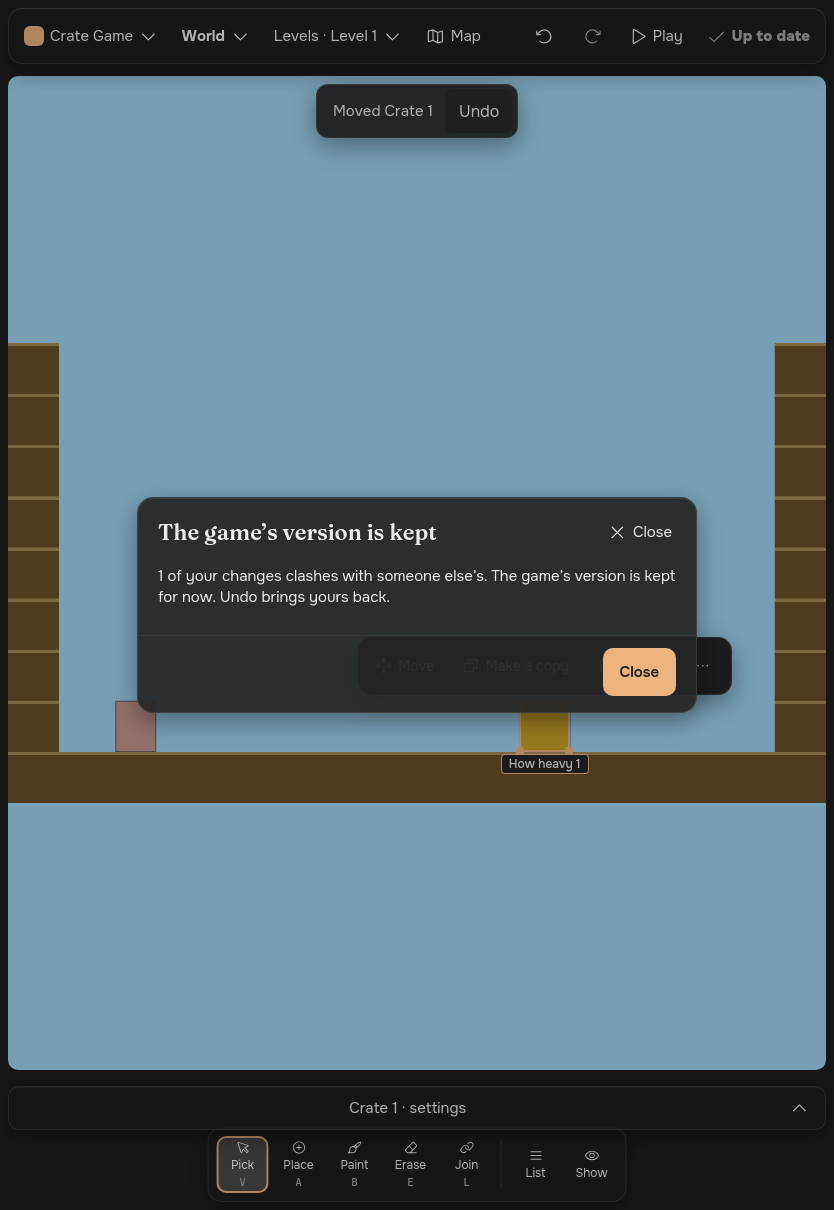 Crate Game
World
Levels · Level 1
Map
Play
Up to date
Moved Crate 1
Undo
The game’s version is kept
Close
1 of your changes clashes with someone else’s. The game’s version is kept
for now. Undo brings yours back.
Move
Make a copy
Close
How heavy 1
Crate 1 · settings
Pick
Place
Paint
Erase
Join
List
Show
V
A
B
E
L